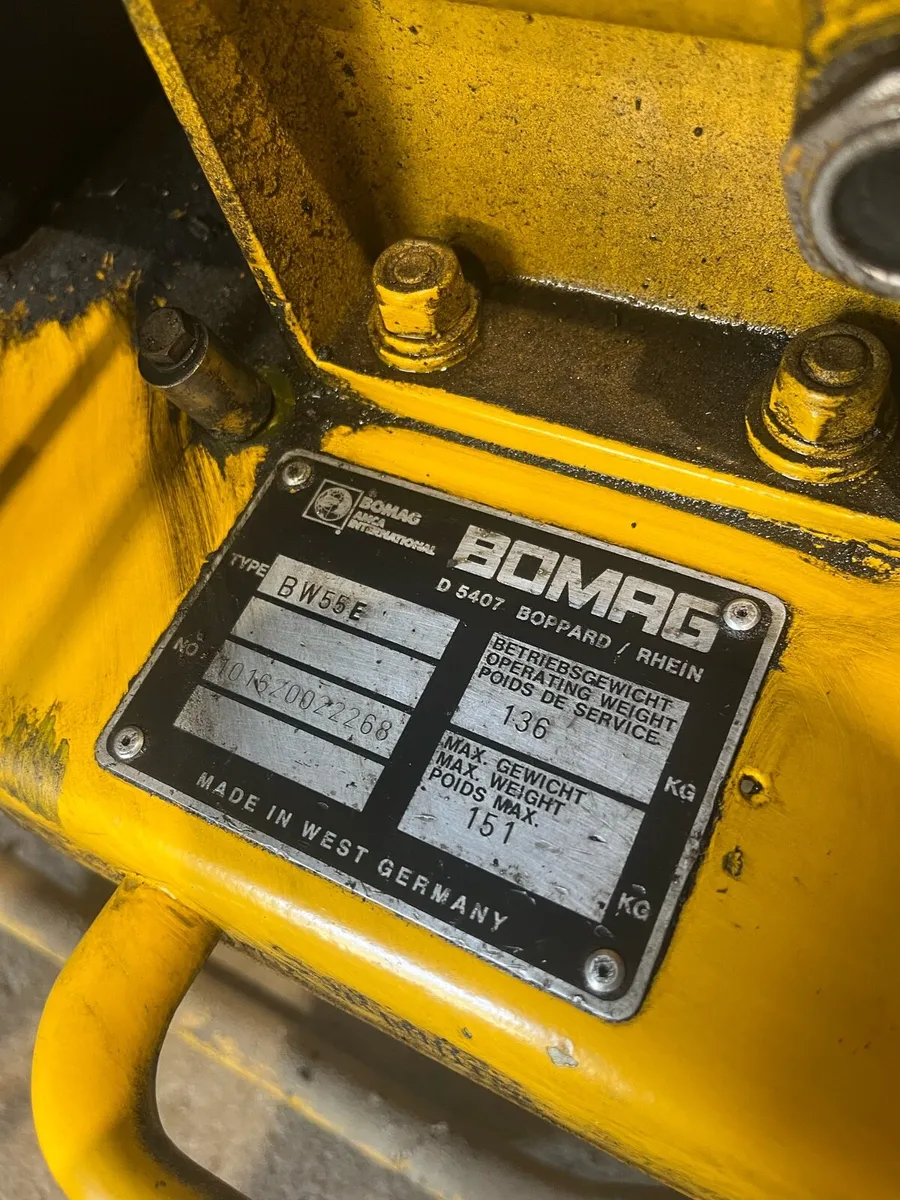 BOMAG
AMCA
INTERNATIONAL
BOMAG
D 5407 BOPPARD / RHEIN
TYPE
BW55E
NO.
101620022268
BETRIEBSGEWICHT
OPERATING WEIGHT
POIDS DE SERVICE
136
KG
MAX. GEWICHT
MAX. WEIGHT
POIDS MAX.
151
KG
MADE IN WEST GERMANY